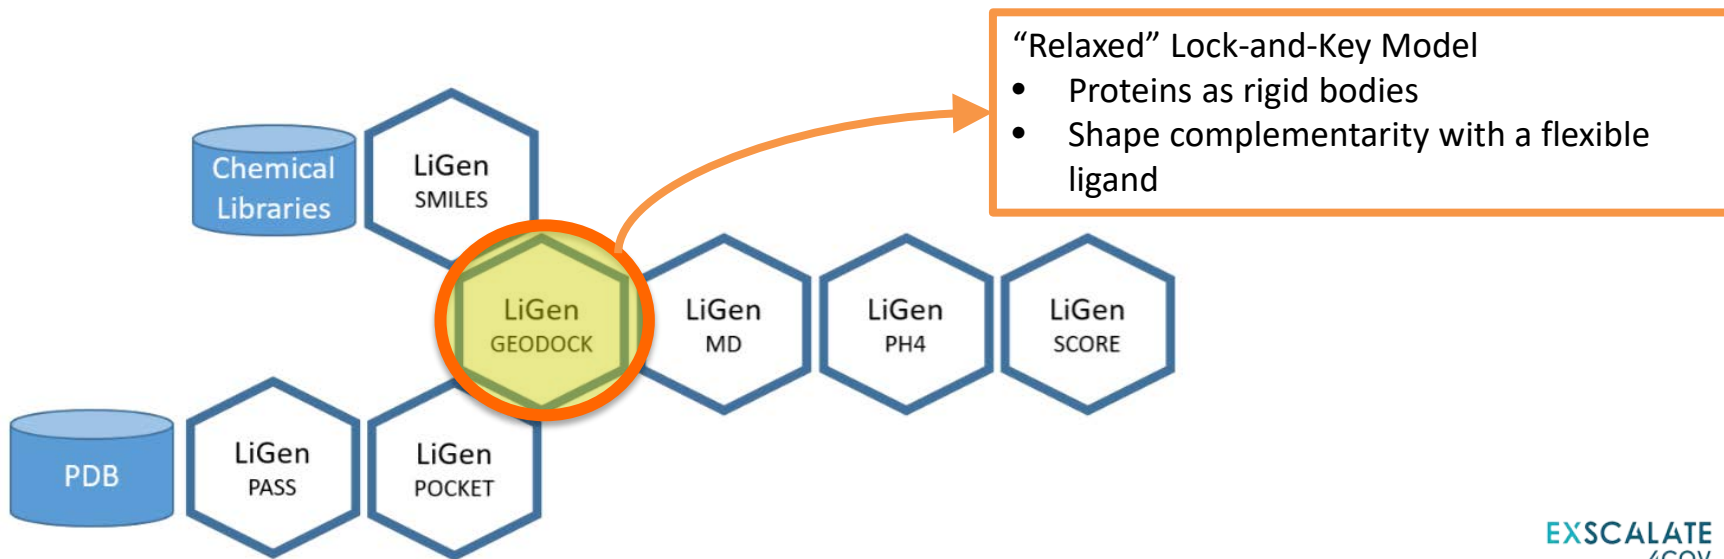 “Relaxed” Lock-and-Key Model
• Proteins as rigid bodies
• Shape complementarity with a flexible
ligand
Chemical
Libraries
LiGen
SMILES
LiGen
GEODOCK
LiGen
MD
LiGen
PH4
LiGen
SCORE
PDB
LiGen
PASS
LiGen
POCKET
EXSCALATE
4COV